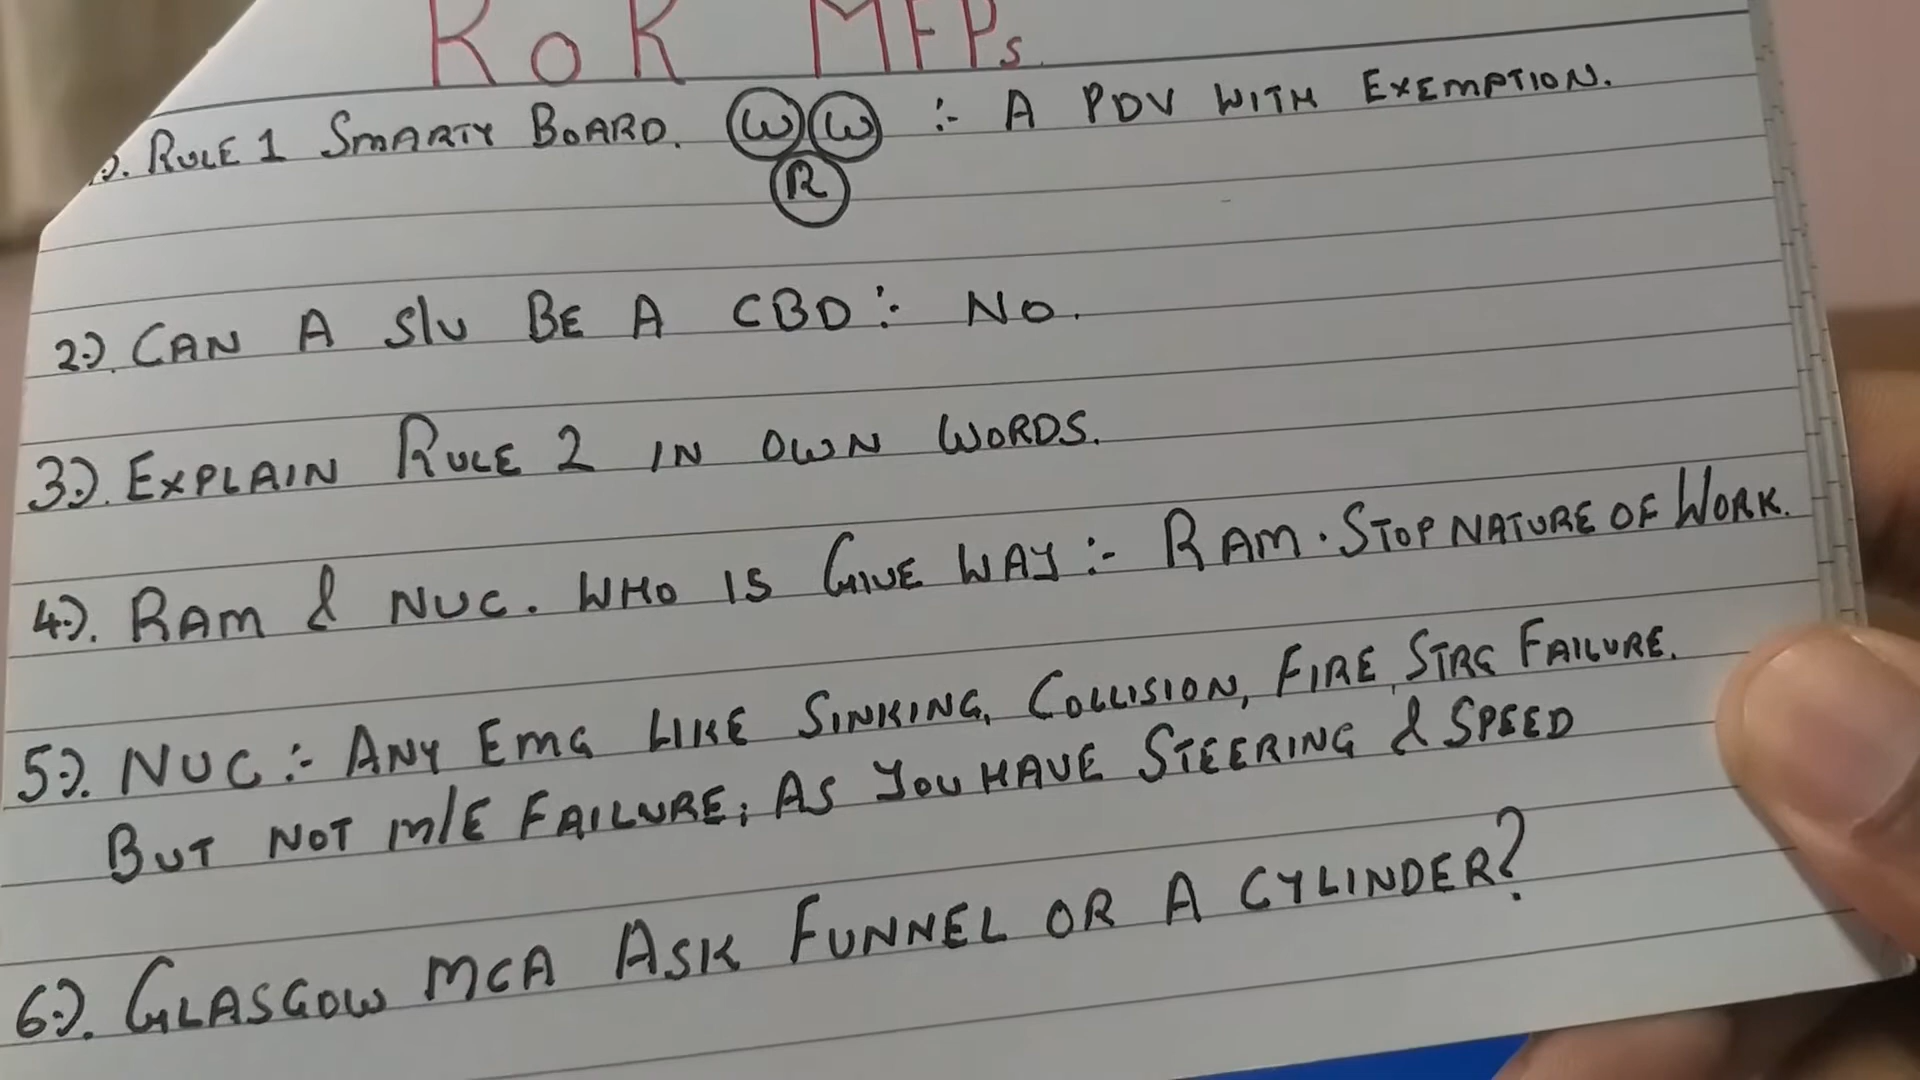 RoR MFPs.
). RULE 1 SMARTY BOARD. W W R :- A PDV WITH EXEMPTION.
2:). CAN A S/V BE A CBD :- NO.
3:). EXPLAIN RULE 2 IN OWN WORDS.
4:). RAM & NUC. WHO IS GIVE WAY :- RAM. STOP NATURE OF WORK.
5:). NUC :- ANY EMG LIKE SINKING, COLLISION, FIRE, STRG FAILURE.
BUT NOT M/E FAILURE; AS YOU HAVE STEERING & SPEED
6:). GLASGOW MCA ASK FUNNEL OR A CYLINDER?